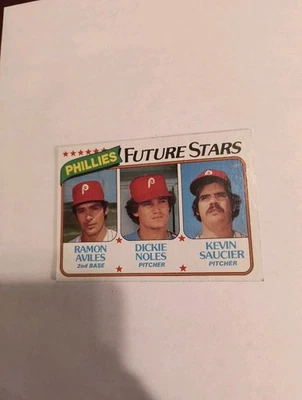 PHILLIES FUTURE STARS
P P P
RAMON DICKIE KEVIN
AVILES NOLES SAUCIER
2nd BASE PITCHER PITCHER